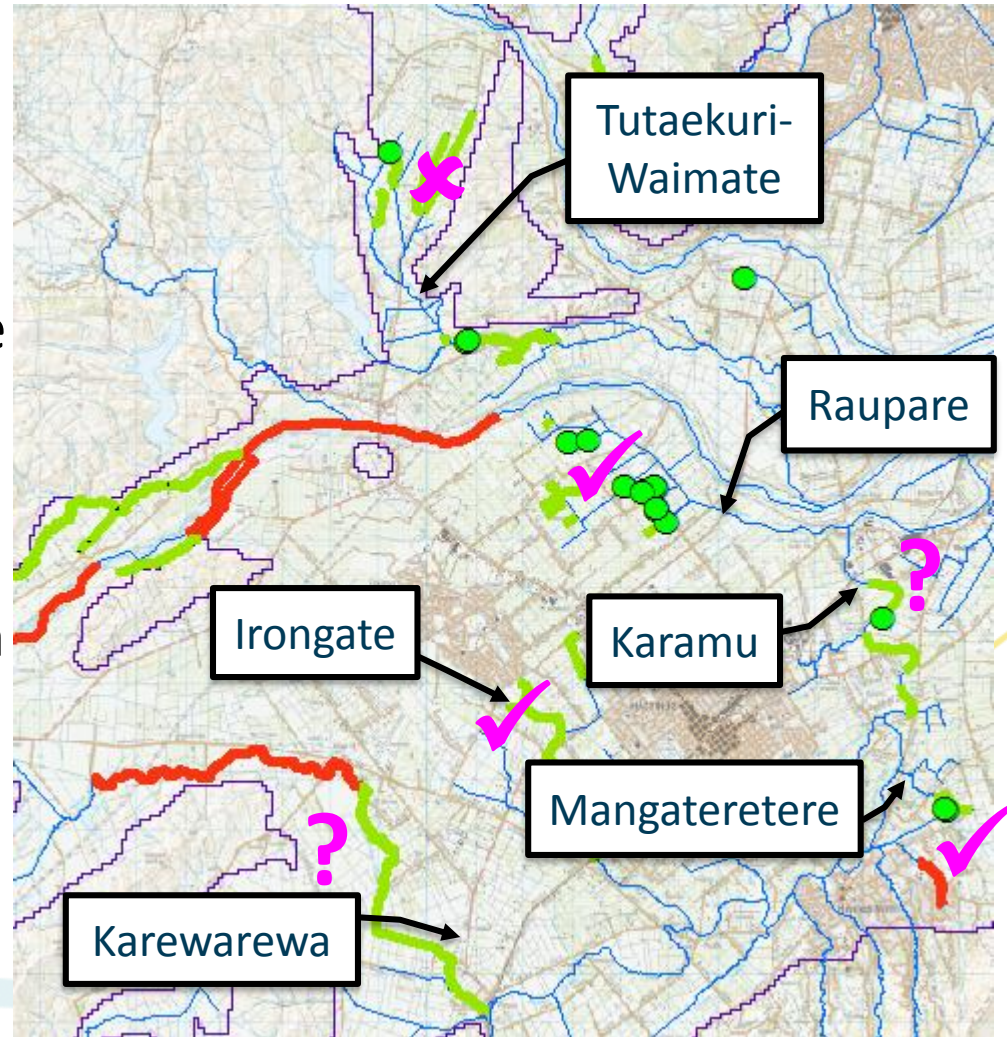 Tutaekuri-
Waimate
Raupare
?
Irongate
Karamu
Mangateretere
?
Karewarewa